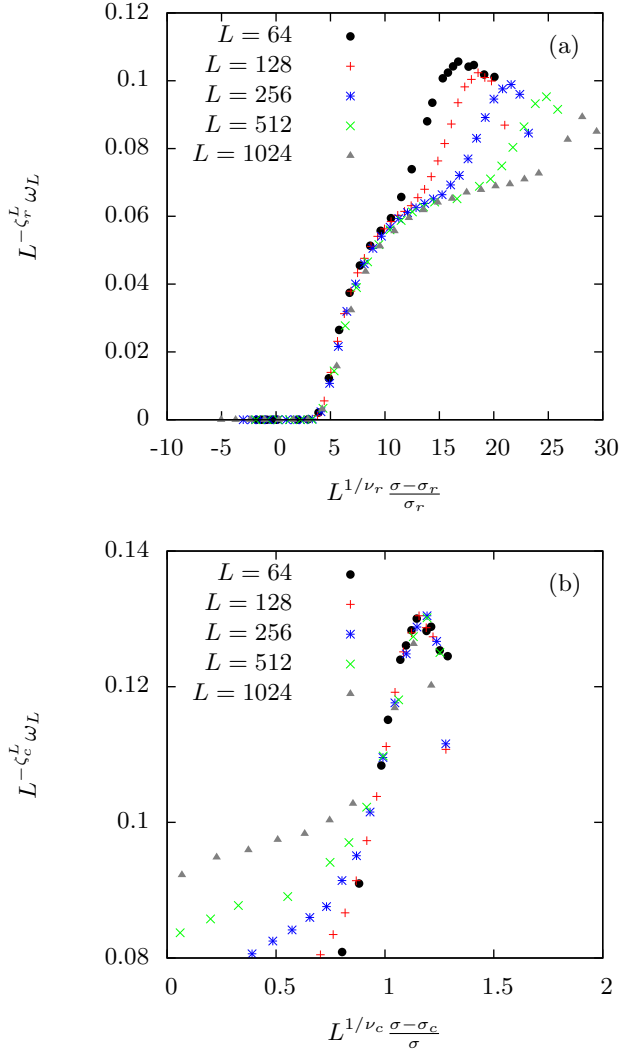 0.12
0.1
0.08
0.06
0.04
0.02
0
-10
-5
0
5
10
15
20
25
30
L = 64
L = 128
L = 256
L = 512
L = 1024
(a)
L^{-ζ_r^L} ω_L
L^{1/ν_r} \frac{σ−σ_r}{σ_r}
0.14
0.12
0.1
0.08
0
0.5
1
1.5
2
L = 64
L = 128
L = 256
L = 512
L = 1024
(b)
L^{-ζ_c^L} ω_L
L^{1/ν_c} \frac{σ−σ_c}{σ}